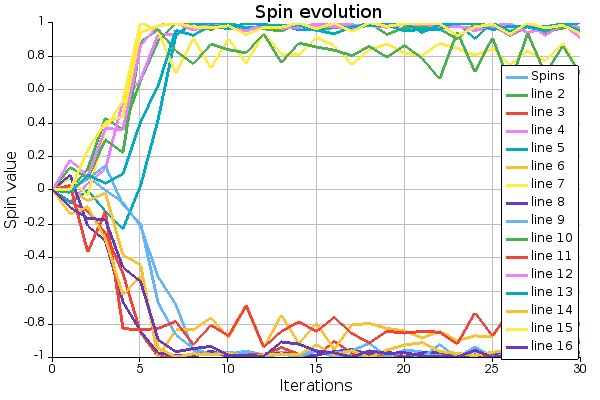 Spin evolution
Spin value
1
0.8
0.6
0.4
0.2
0
-0.2
-0.4
-0.6
-0.8
-1
0
5
10
15
20
25
30
Iterations
Spins
line 2
line 3
line 4
line 5
line 6
line 7
line 8
line 9
line 10
line 11
line 12
line 13
line 14
line 15
line 16